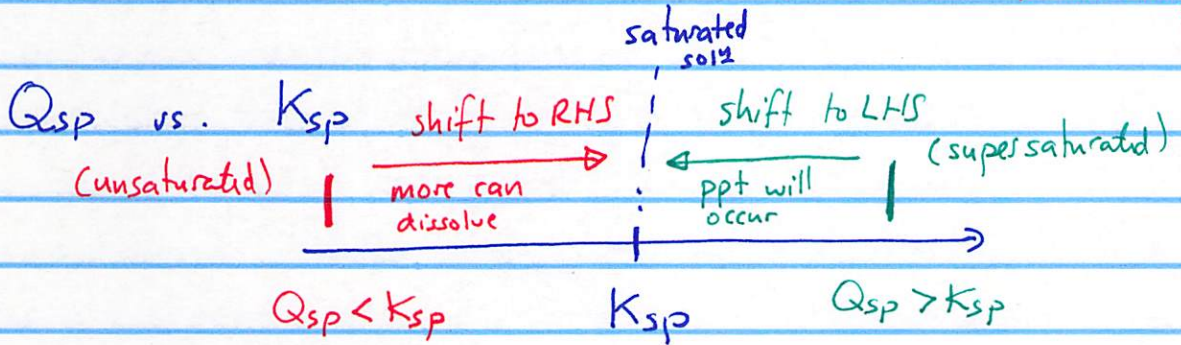 saturated
sol<u>n</u>
Qsp vs. Ksp
shift to RHS
shift to LHS
(unsaturated)
(supersaturated)
more can
dissolve
ppt will
occur
Qsp < Ksp
Ksp
Qsp > Ksp